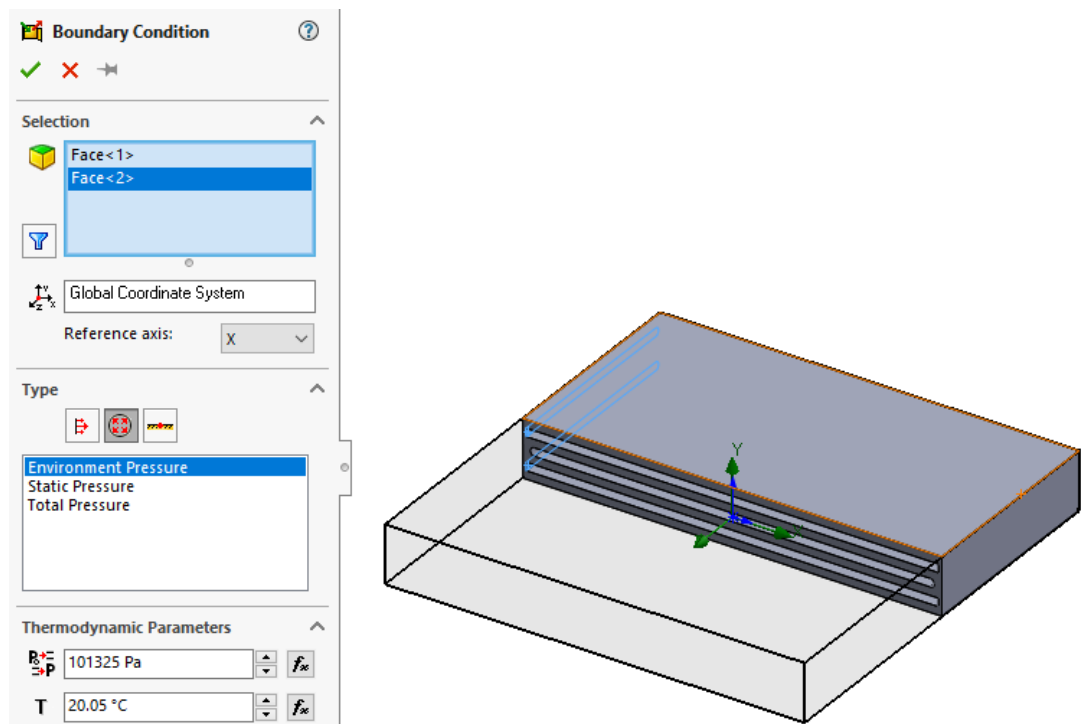 Boundary Condition
Selection
Face<1>
Face<2>
Global Coordinate System
Reference axis:
X
Type
Environment Pressure
Static Pressure
Total Pressure
Thermodynamic Parameters
101325 Pa
T
20.05 °C
Y